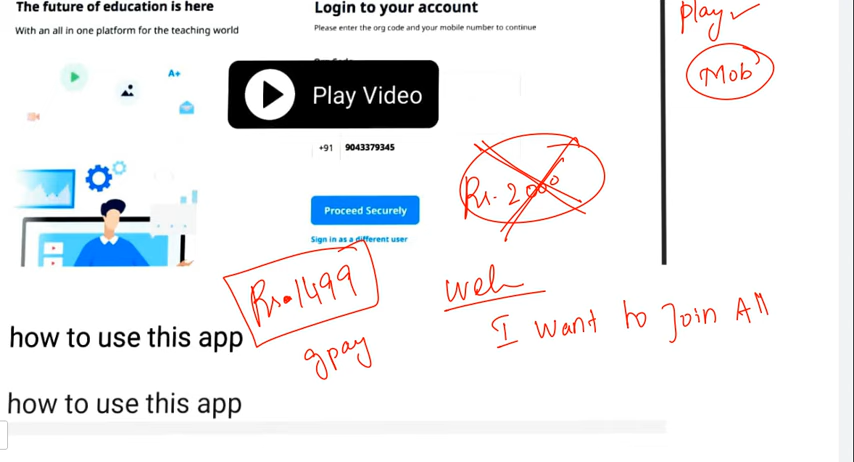 The future of education is here
With an all in one platform for the teaching world
Login to your account
Please enter the org code and your mobile number to continue
A+
Play Video
+91 9043379345
Proceed Securely
Sign in as a different user
Play
Mob
Rs. 2000
Rs. 1499
gpay
Web
I want to Join All
how to use this app
how to use this app